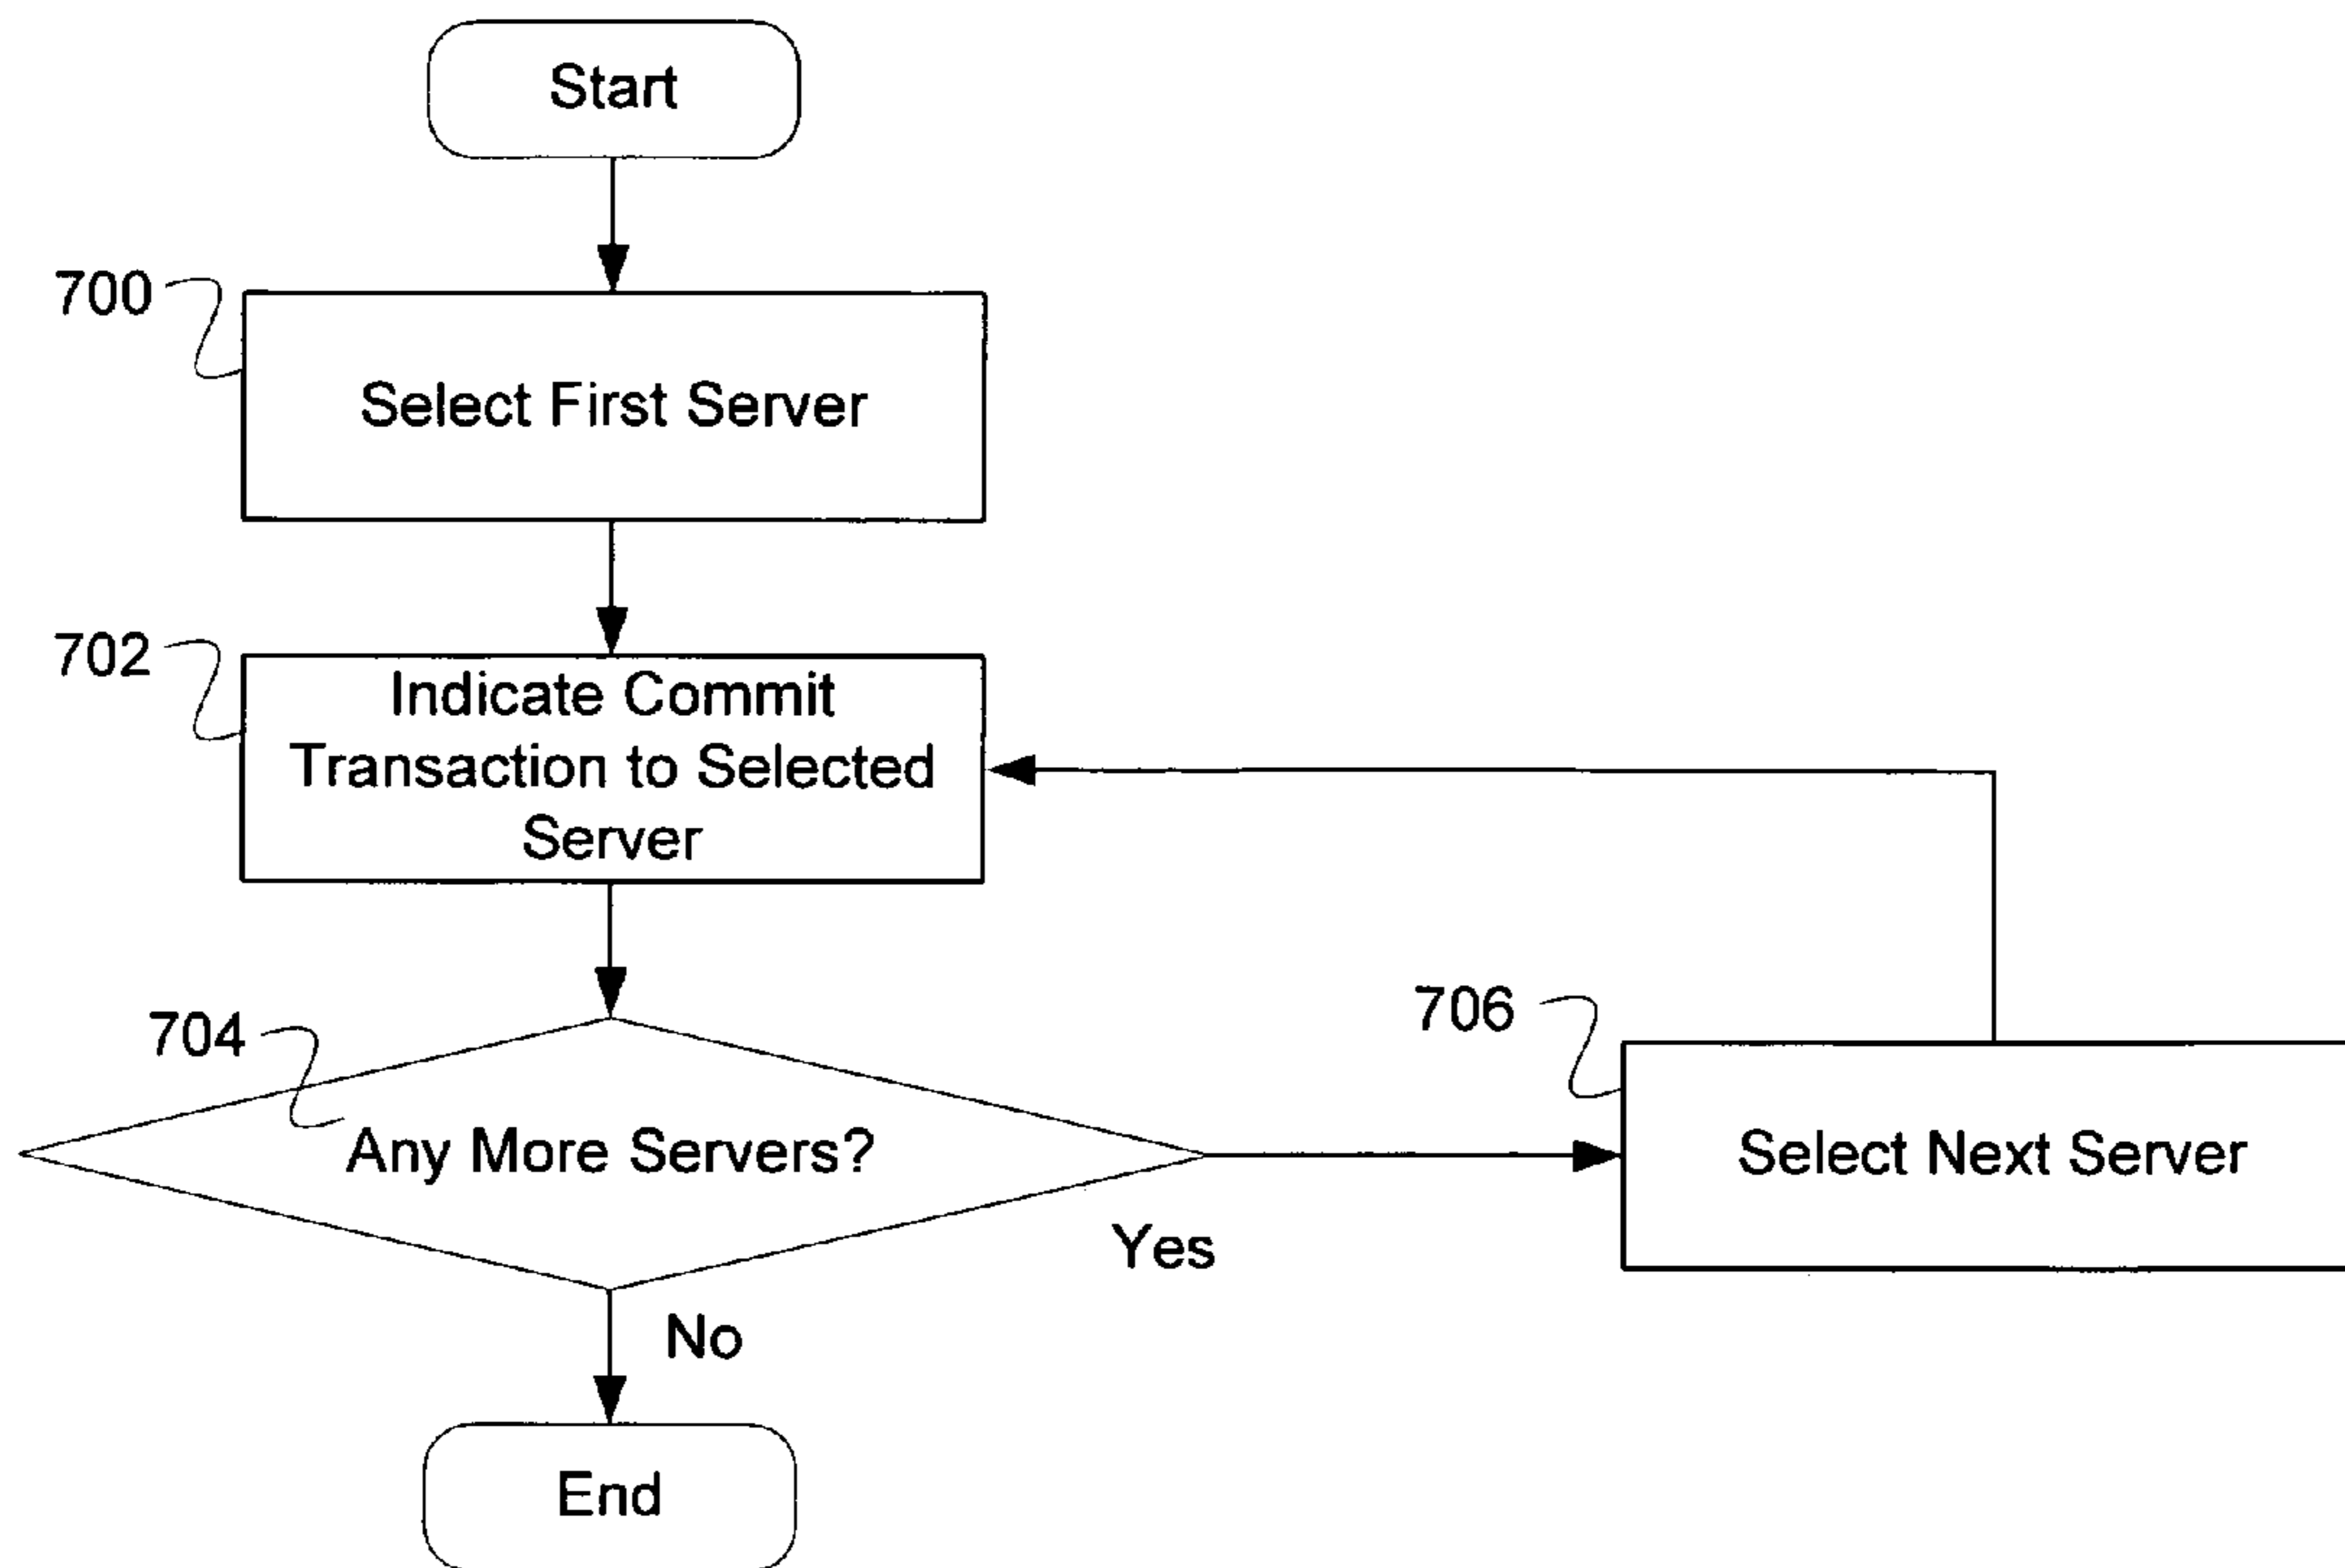 Start
700
Select First Server
702
Indicate Commit
Transaction to Selected
Server
704
Any More Servers?
706
Select Next Server
Yes
No
End